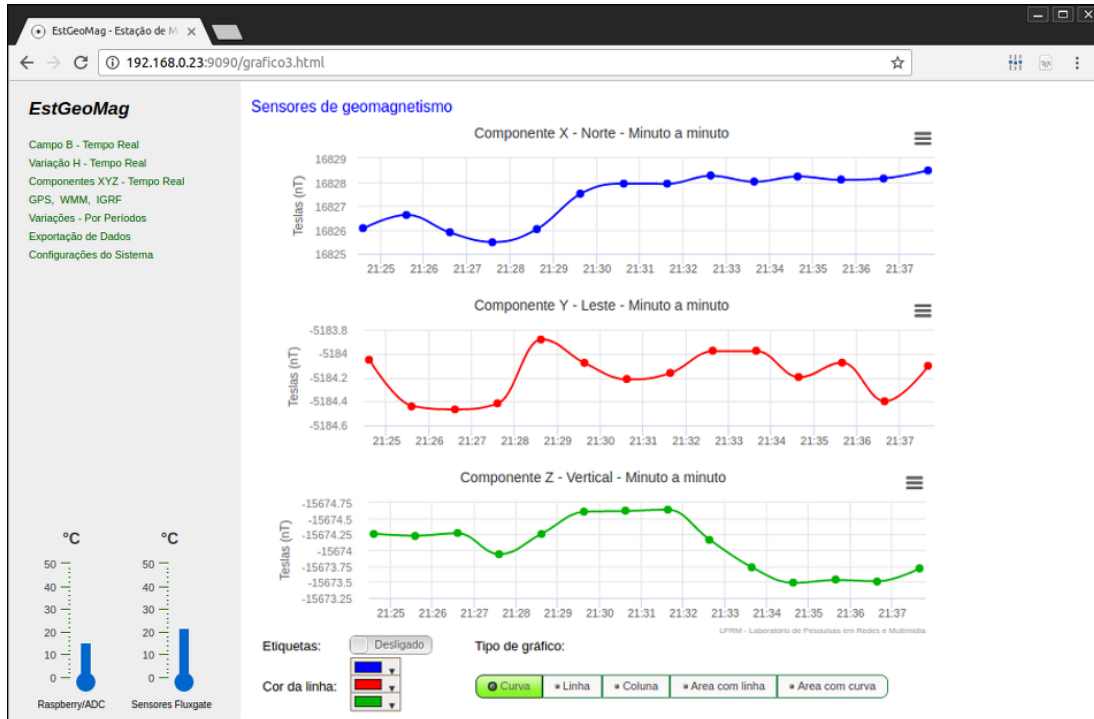 EstGeoMag - Estação de M
192.168.0.23:9090/grafico3.html
EstGeoMag
Campo B - Tempo Real
Variação H - Tempo Real
Componentes XYZ - Tempo Real
GPS, WMM, IGRF
Variações - Por Períodos
Exportação de Dados
Configurações do Sistema
Sensores de geomagnetismo
Componente X - Norte - Minuto a minuto
Teslas (nT)
16829
16828
16827
16826
16825
21:25 21:26 21:27 21:28 21:29 21:30 21:31 21:32 21:33 21:34 21:35 21:36 21:37
Componente Y - Leste - Minuto a minuto
Teslas (nT)
-5183.8
-5184
-5184.2
-5184.4
-5184.6
21:25 21:26 21:27 21:28 21:29 21:30 21:31 21:32 21:33 21:34 21:35 21:36 21:37
Componente Z - Vertical - Minuto a minuto
Teslas (nT)
-15674.75
-15674.5
-15674.25
-15674
-15673.75
-15673.5
-15673.25
21:25 21:26 21:27 21:28 21:29 21:30 21:31 21:32 21:33 21:34 21:35 21:36 21:37
LPRM - Laboratório de Pesquisas em Redes e Multimídia
°C °C
50 50
40 40
30 30
20 20
10 10
0 0
Raspberry/ADC Sensores Fluxgate
Etiquetas: Desligado
Cor da linha:
Tipo de gráfico:
Curva Linha Coluna Area com linha Area com curva